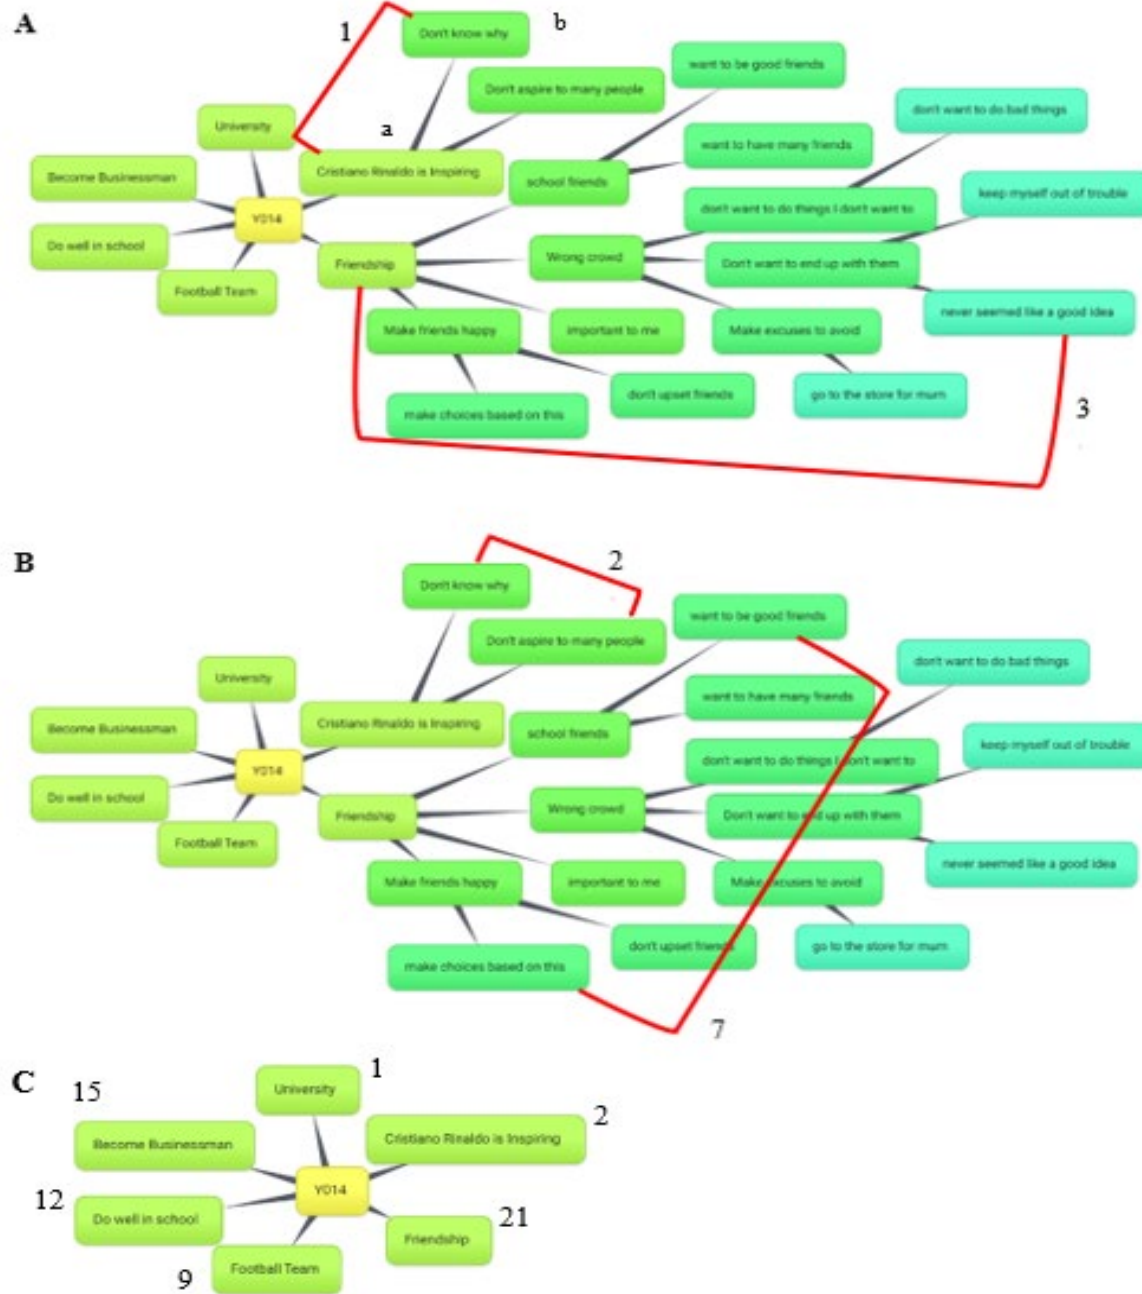 A
1
Don't know why
b
want to be good friends
Don't aspire to many people
don't want to do bad things
University
a
want to have many friends
Cristiano Rinaldo is Inspiring
Become Businessman
school friends
keep myself out of trouble
don't want to do things I don't want to
Y014
Do well in school
Wrong crowd
Don't want to end up with them
Friendship
Football Team
never seemed like a good idea
Make friends happy
important to me
Make excuses to avoid
don't upset friends
go to the store for mum
make choices based on this
3
B
2
Don't know why
want to be good friends
Don't aspire to many people
don't want to do bad things
University
want to have many friends
Cristiano Rinaldo is Inspiring
Become Businessman
school friends
keep myself out of trouble
don't want to do things I don't want to
Y014
Do well in school
Wrong crowd
Don't want to end up with them
Friendship
Football Team
never seemed like a good idea
Make friends happy
important to me
Make excuses to avoid
don't upset friends
go to the store for mum
make choices based on this
7
C
15
University
1
2
Become Businessman
Cristiano Rinaldo is Inspiring
Y014
12
Do well in school
21
Friendship
Football Team
9